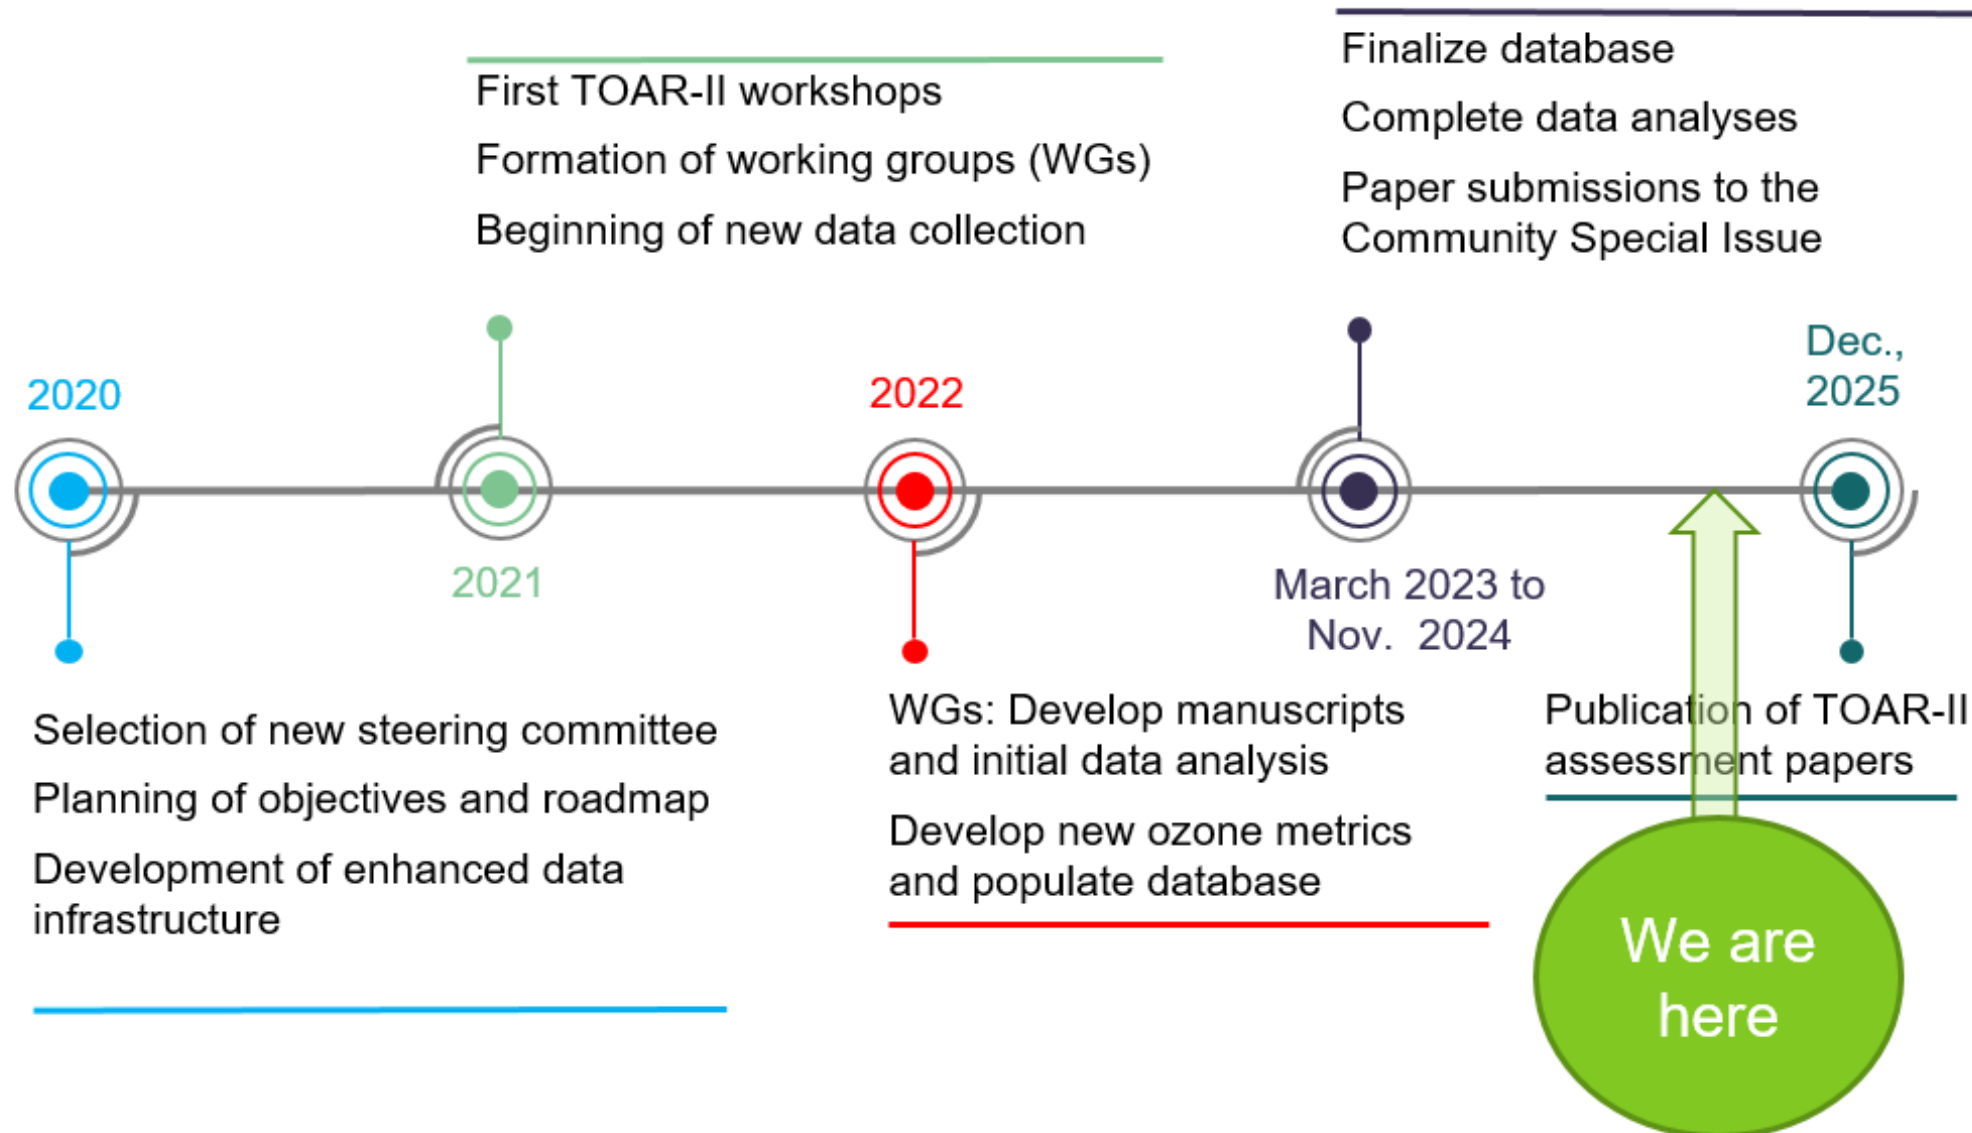 First TOAR-II workshops
Formation of working groups (WGs)
Beginning of new data collection
Finalize database
Complete data analyses
Paper submissions to the
Community Special Issue
2020
2021
2022
March 2023 to
Nov. 2024
Dec.,
2025
Selection of new steering committee
Planning of objectives and roadmap
Development of enhanced data
infrastructure
WGs: Develop manuscripts
and initial data analysis
Develop new ozone metrics
and populate database
Publication of TOAR-II
assessment papers
We are
here